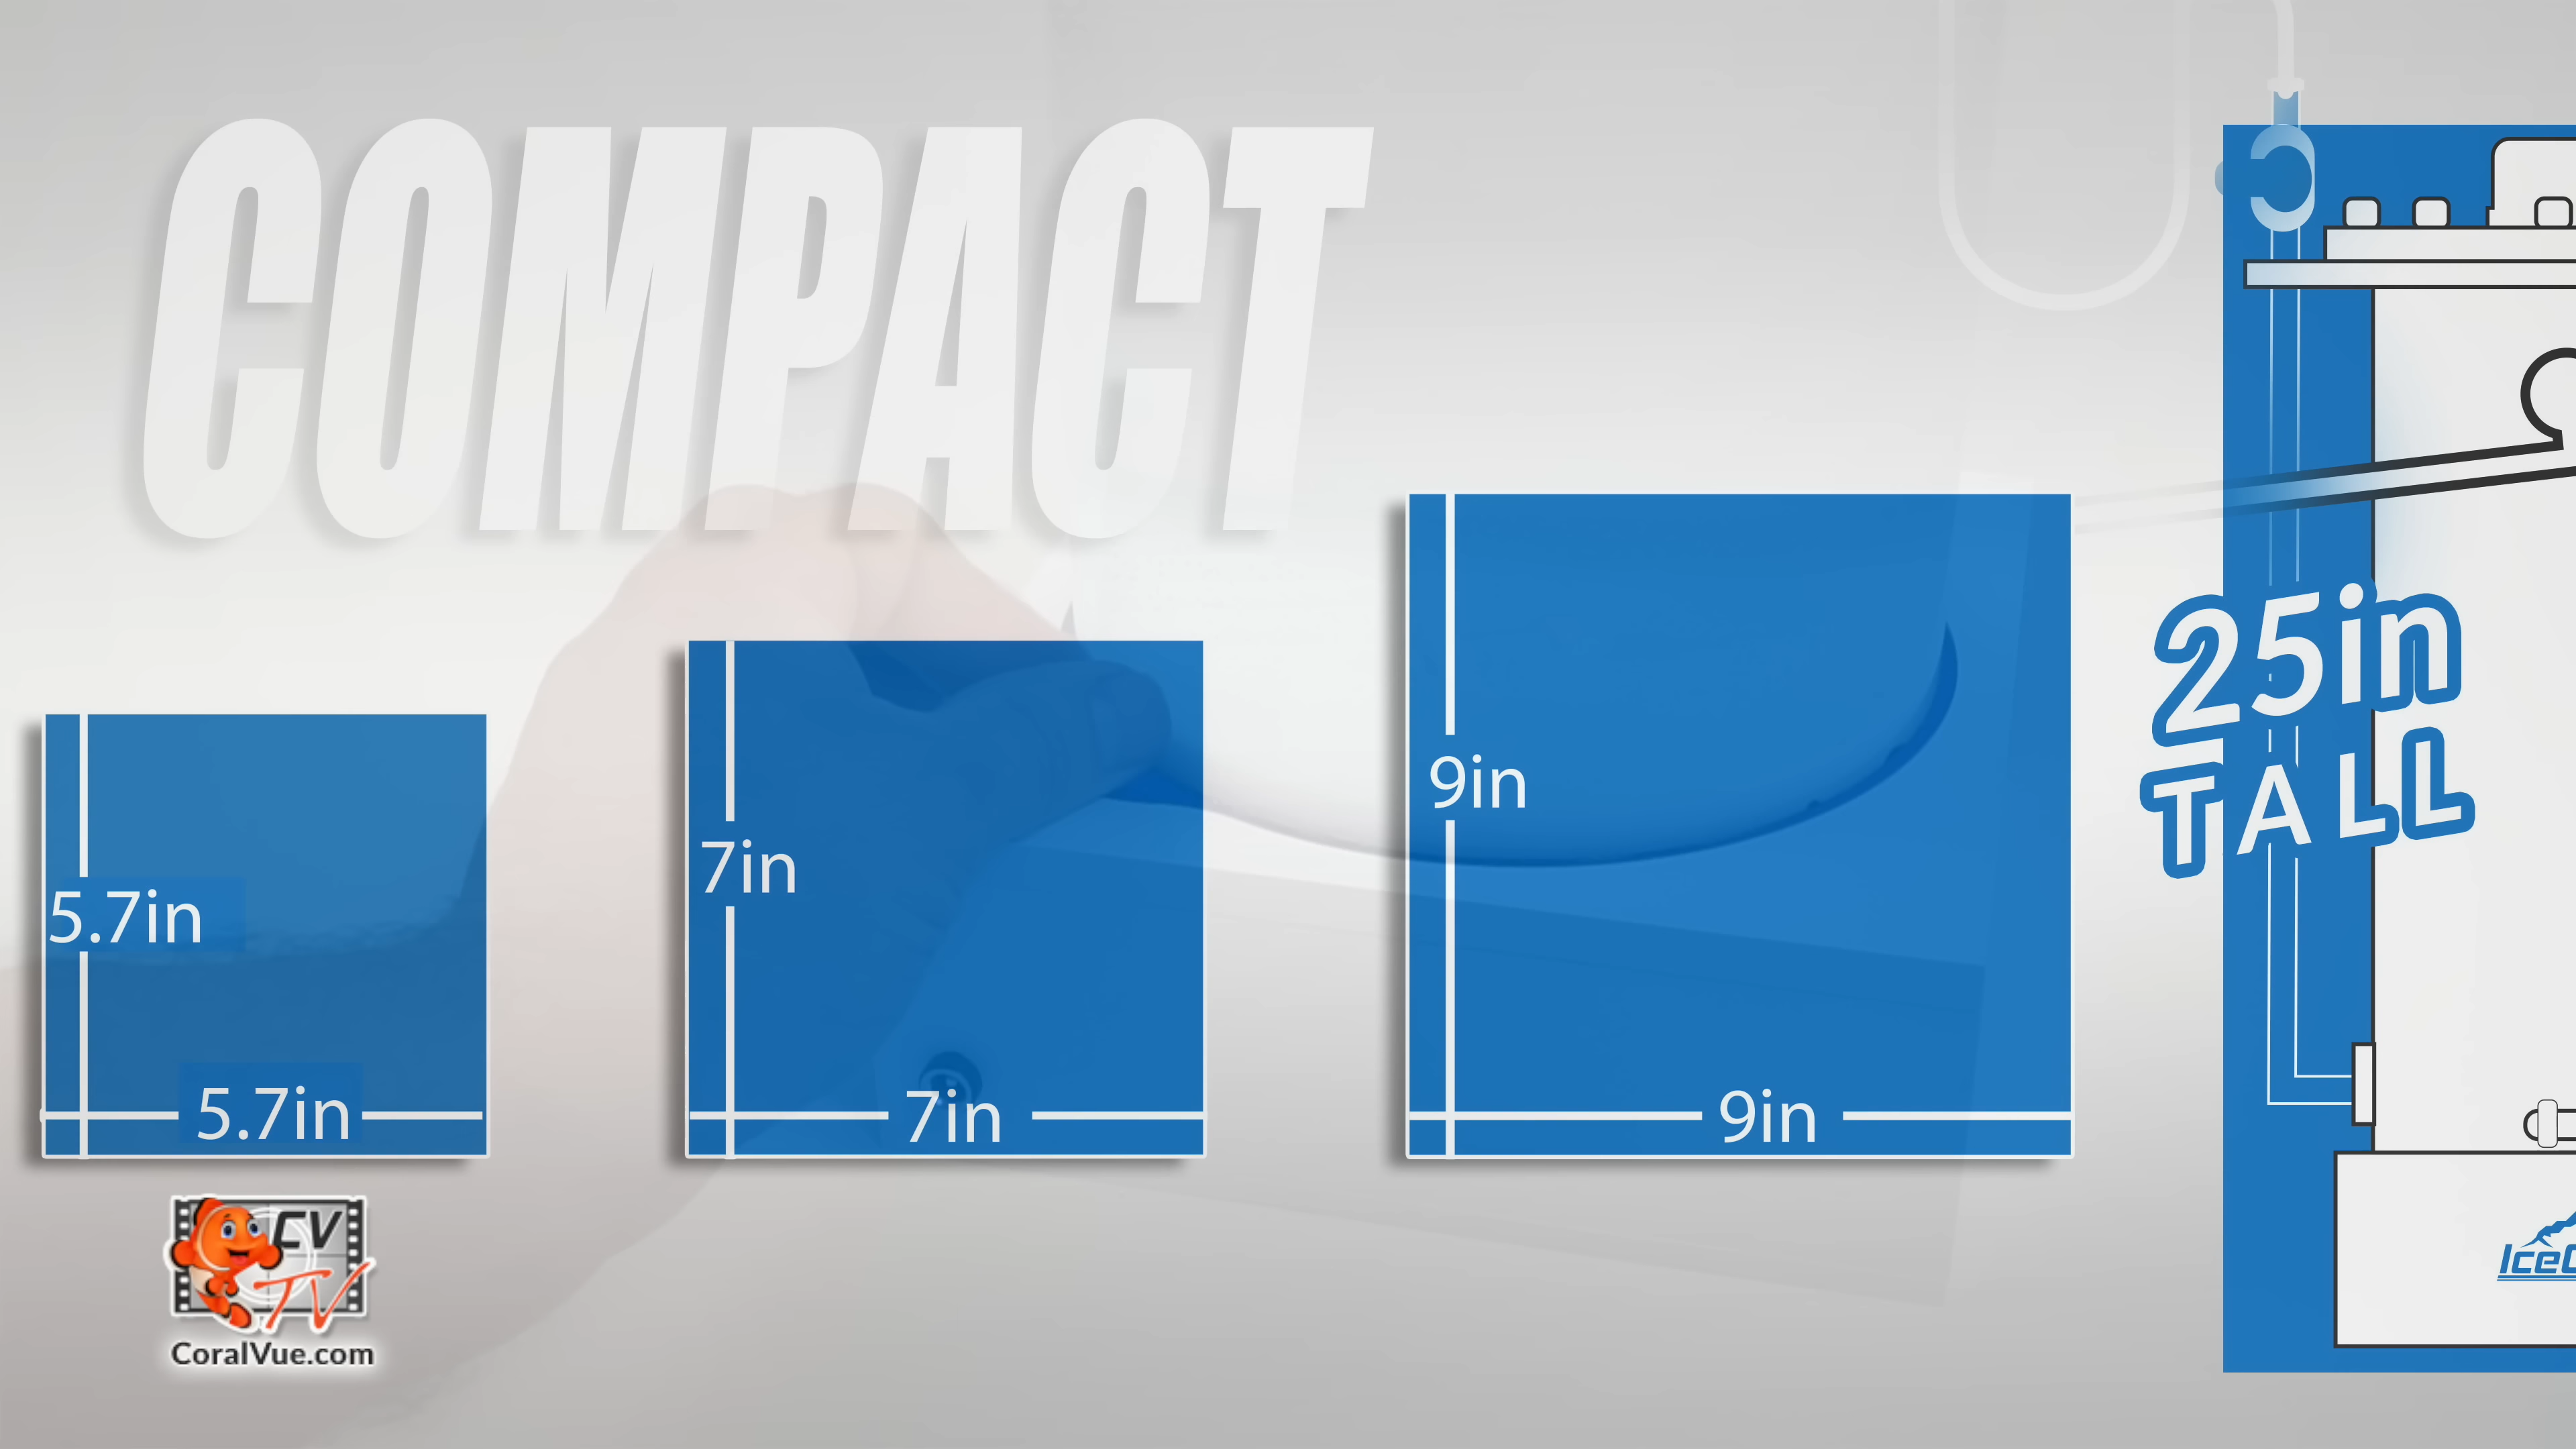 COMPACT
5.7in
5.7in
7in
7in
9in
9in
25in
TALL
CV
TV
CoralVue.com